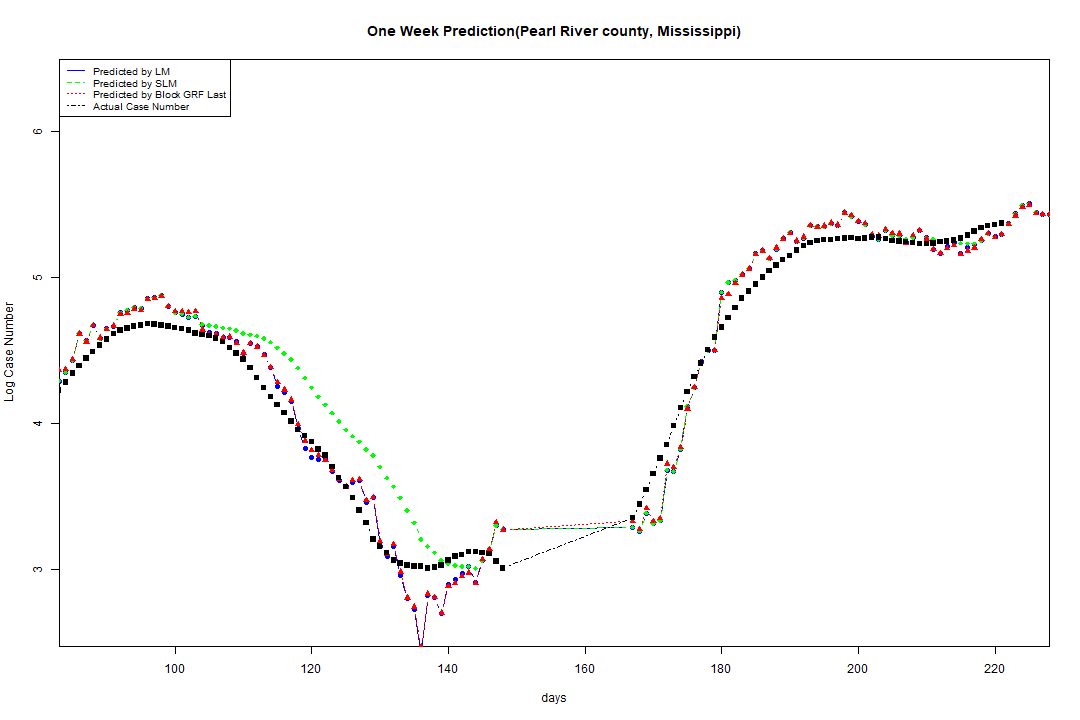 One Week Prediction(Pearl River county, Mississippi)
Predicted by LM
Predicted by SLM
Predicted by Block GRF Last
Actual Case Number
6
5
4
3
Log Case Number
100 120 140 160 180 200 220
days